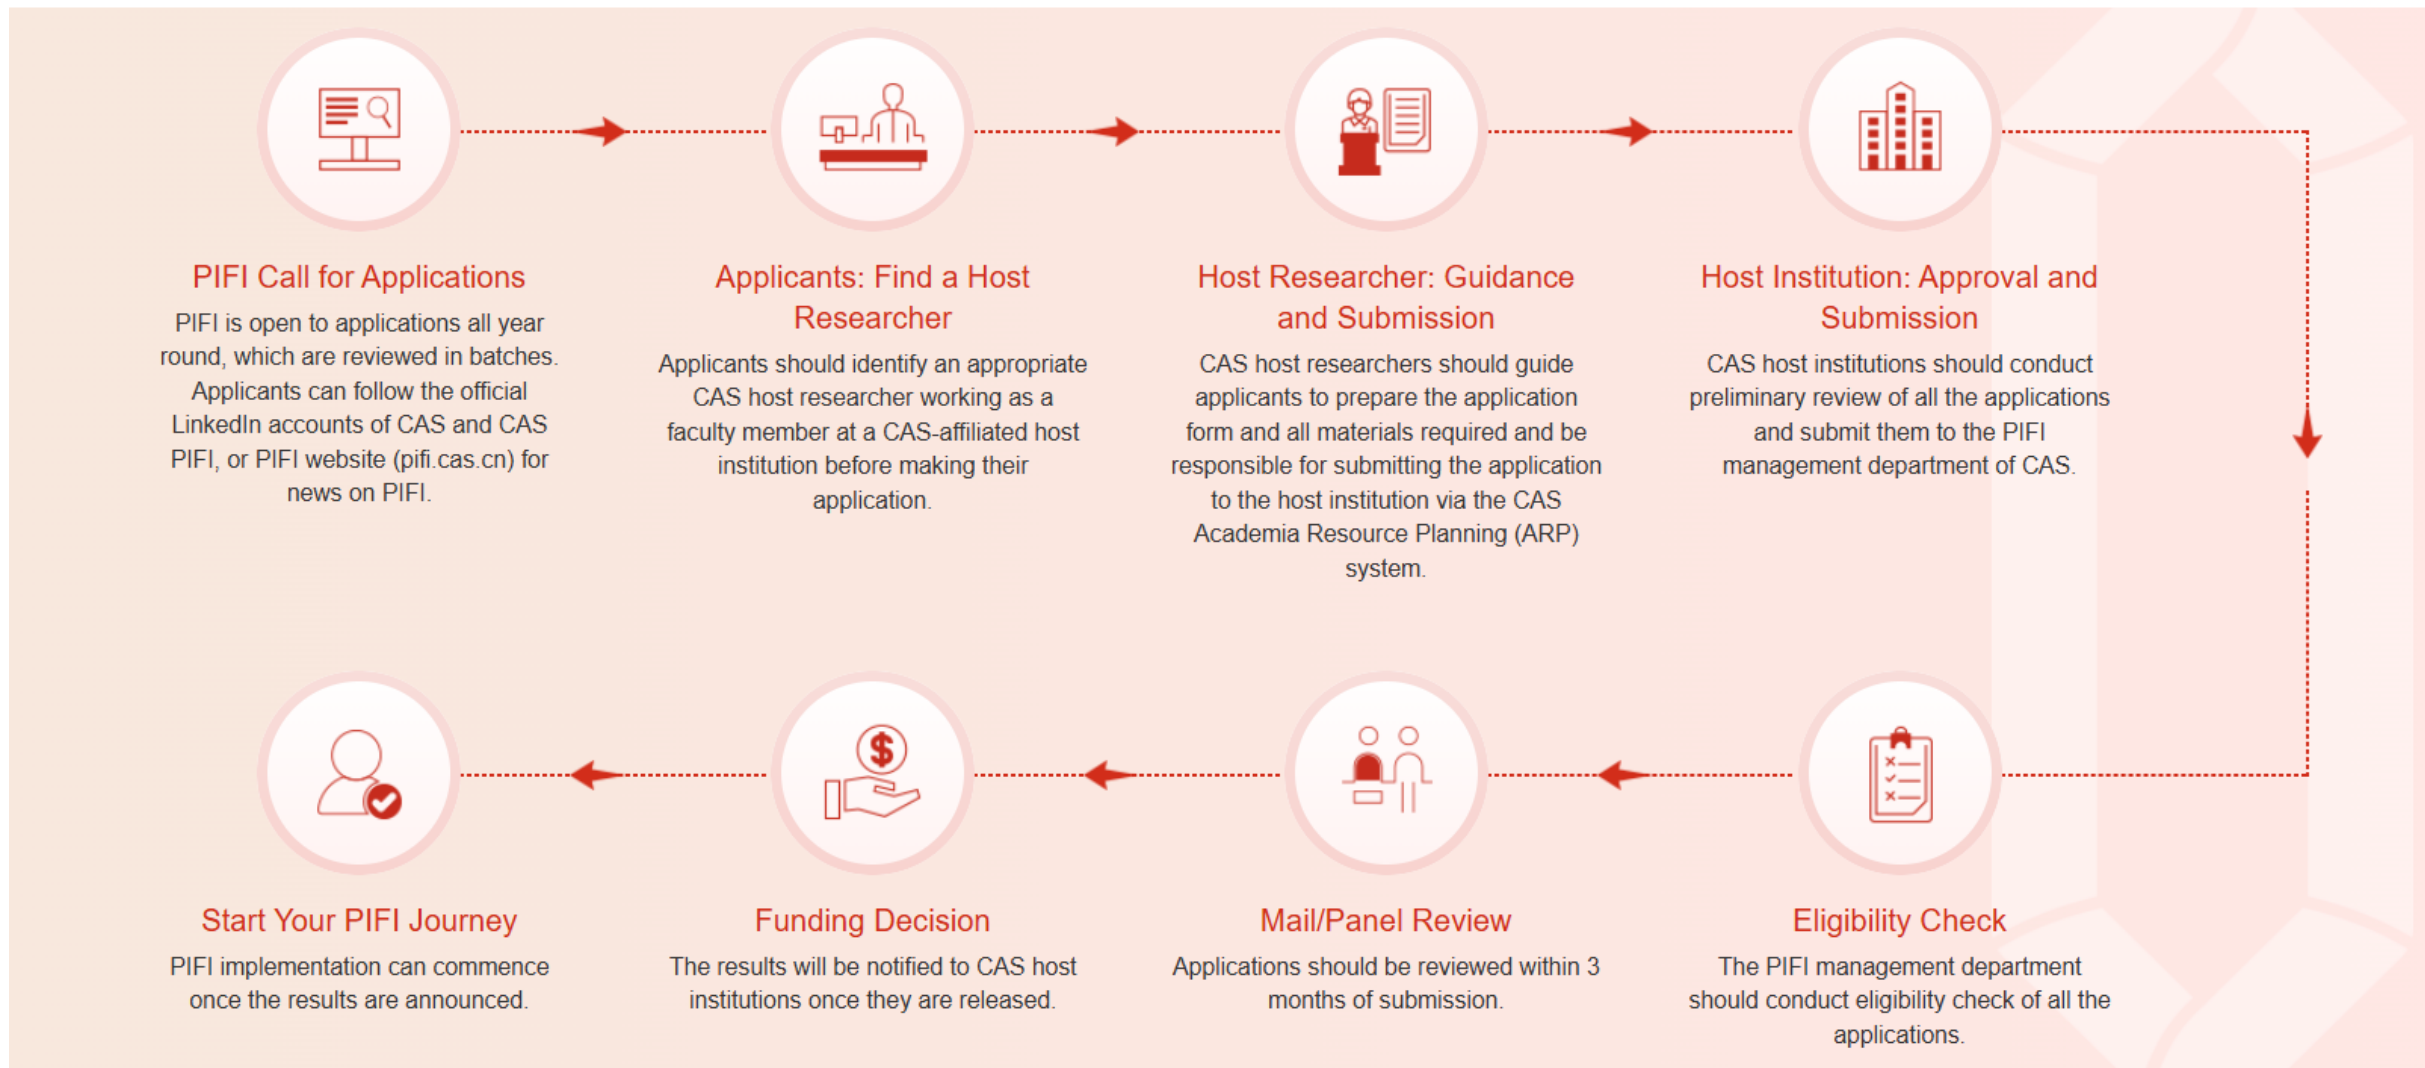 PIFI Call for Applications
PIFI is open to applications all year
round, which are reviewed in batches.
Applicants can follow the official
LinkedIn accounts of CAS and CAS
PIFI, or PIFI website (pifi.cas.cn) for
news on PIFI.
Applicants: Find a Host
Researcher
Applicants should identify an appropriate
CAS host researcher working as a
faculty member at a CAS-affiliated host
institution before making their
application.
Host Researcher: Guidance
and Submission
CAS host researchers should guide
applicants to prepare the application
form and all materials required and be
responsible for submitting the application
to the host institution via the CAS
Academia Resource Planning (ARP)
system.
Host Institution: Approval and
Submission
CAS host institutions should conduct
preliminary review of all the applications
and submit them to the PIFI
management department of CAS.
Eligibility Check
The PIFI management department
should conduct eligibility check of all the
applications.
Mail/Panel Review
Applications should be reviewed within 3
months of submission.
Funding Decision
The results will be notified to CAS host
institutions once they are released.
Start Your PIFI Journey
PIFI implementation can commence
once the results are announced.